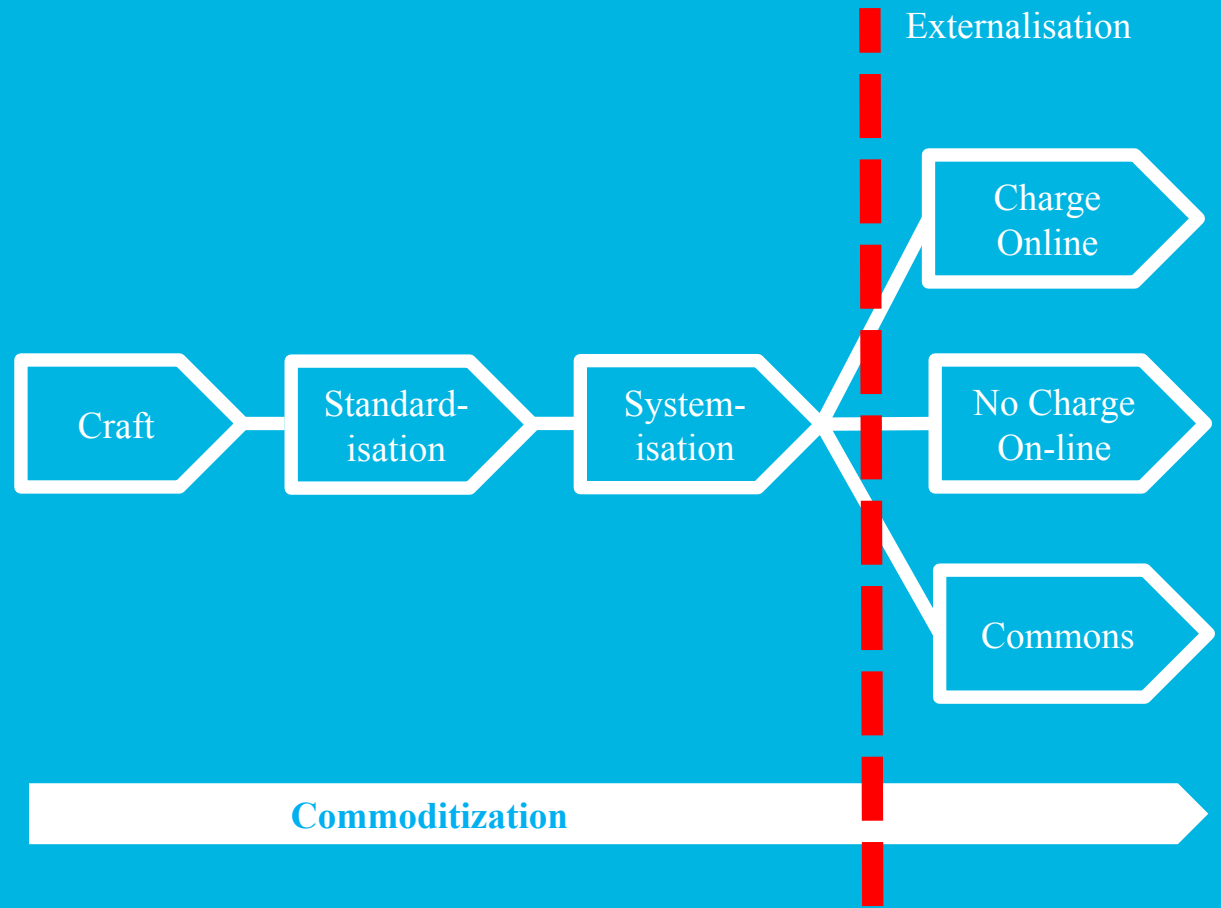 Externalisation
Charge
Online
Craft
Standard-
isation
System-
isation
No Charge
On-line
Commons
Commoditization